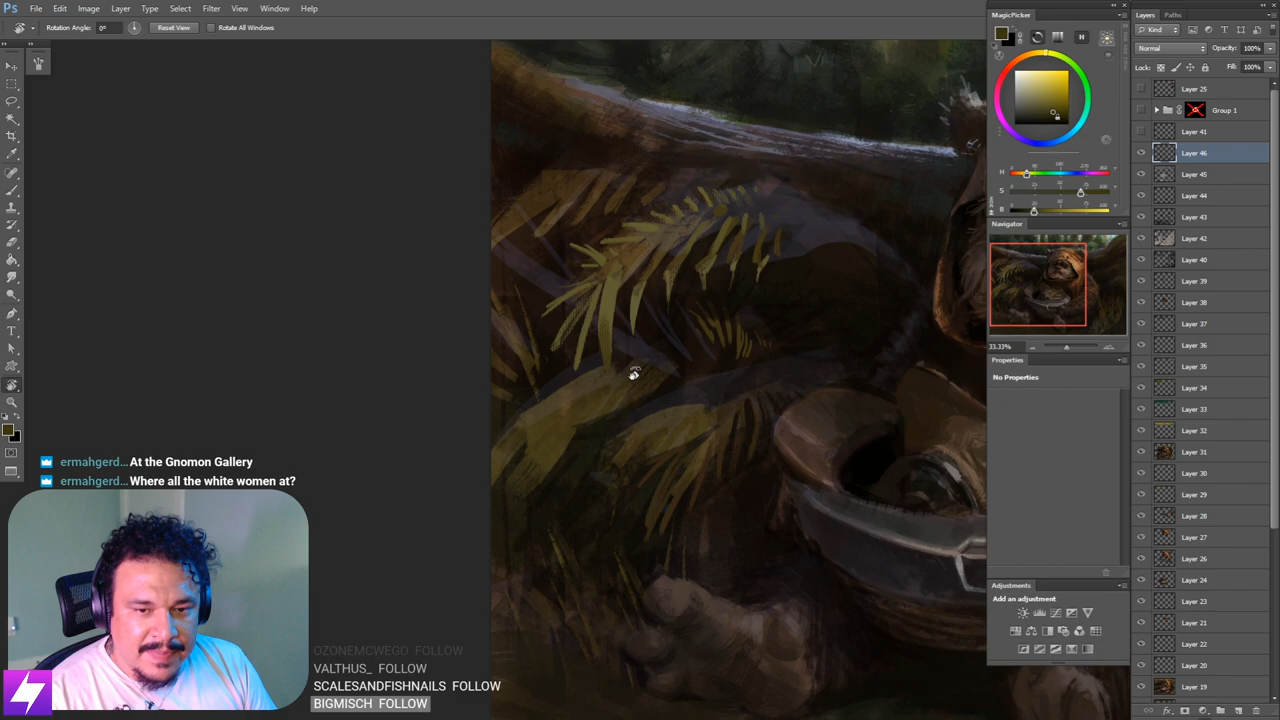 Ps File Edit Image Layer Type Select Filter View Window Help
Rotation Angle: 0° Reset View Rotate All Windows
MagicPicker
H
H
S
B
Navigator
33.33%
Properties
No Properties
Adjustments
Add an adjustment
Layers Paths
Kind
Normal Opacity: 100%
Lock: Fill: 100%
Layer 25
Group 1
Layer 41
Layer 46
Layer 45
Layer 44
Layer 43
Layer 42
Layer 40
Layer 39
Layer 38
Layer 37
Layer 36
Layer 35
Layer 34
Layer 33
Layer 32
Layer 31
Layer 30
Layer 29
Layer 28
Layer 27
Layer 26
Layer 24
Layer 23
Layer 21
Layer 22
Layer 20
Layer 19
ermahgerd... At the Gnomon Gallery
ermahgerd... Where all the white women at?
OZONEMCWEGO FOLLOW
VALTHUS_ FOLLOW
SCALESANDFISHNAILS FOLLOW
BIGMISCH FOLLOW